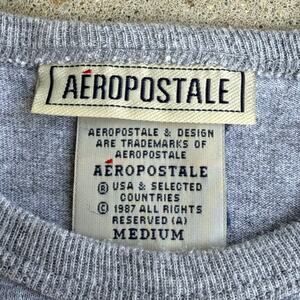 AÉROPOSTALE
AEROPOSTALE & DESIGN
ARE TRADEMARKS OF
AEROPOSTALE
AÉROPOSTALE
® USA & SELECTED
COUNTRIES
© 1987 ALL RIGHTS
RESERVED (A)
MEDIUM